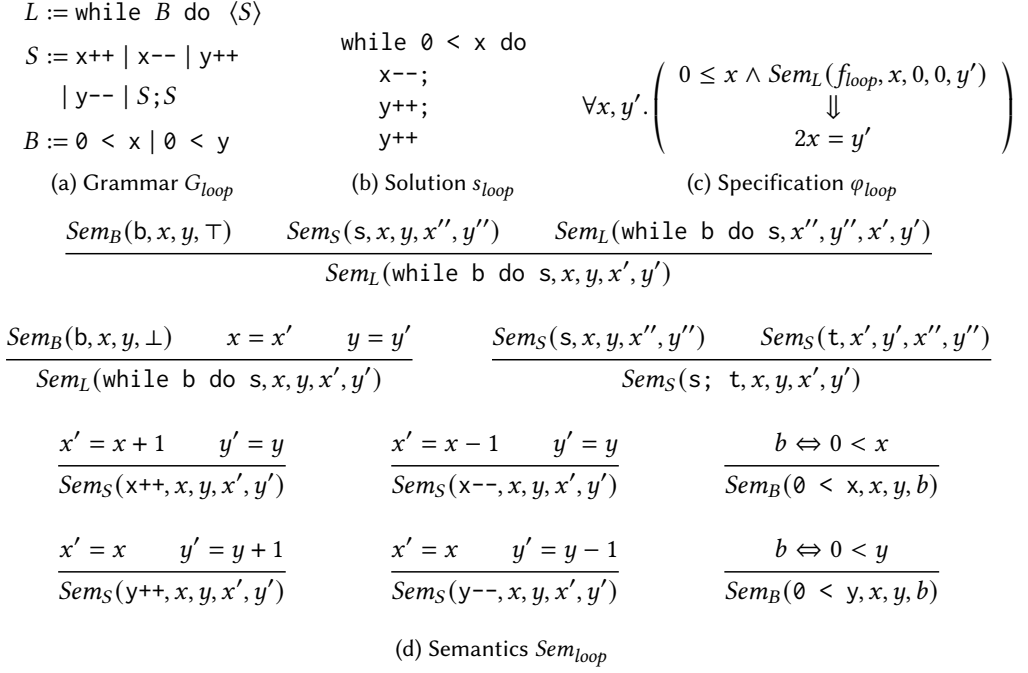 L := while B do ⟨S⟩
S := x++ | x-- | y++
| y-- | S;S
B := 0 < x | 0 < y
(a) Grammar G_loop
while 0 < x do
x--;
y++;
y++
(b) Solution s_loop
∀x, y′. ( 0 ≤ x ∧ Sem_L(f_loop, x, 0, 0, y′)
⇓
2x = y′ )
(c) Specification φ_loop
Sem_B(b, x, y, ⊤) Sem_S(s, x, y, x′′, y′′) Sem_L(while b do s, x′′, y′′, x′, y′)
Sem_L(while b do s, x, y, x′, y′)
Sem_B(b, x, y, ⊥) x = x′ y = y′
Sem_L(while b do s, x, y, x′, y′)
Sem_S(s, x, y, x′′, y′′) Sem_S(t, x′, y′, x′′, y′′)
Sem_S(s; t, x, y, x′, y′)
x′ = x + 1 y′ = y
Sem_S(x++, x, y, x′, y′)
x′ = x − 1 y′ = y
Sem_S(x--, x, y, x′, y′)
b ⇔ 0 < x
Sem_B(0 < x, x, y, b)
x′ = x y′ = y + 1
Sem_S(y++, x, y, x′, y′)
x′ = x y′ = y − 1
Sem_S(y--, x, y, x′, y′)
b ⇔ 0 < y
Sem_B(0 < y, x, y, b)
(d) Semantics Sem_loop